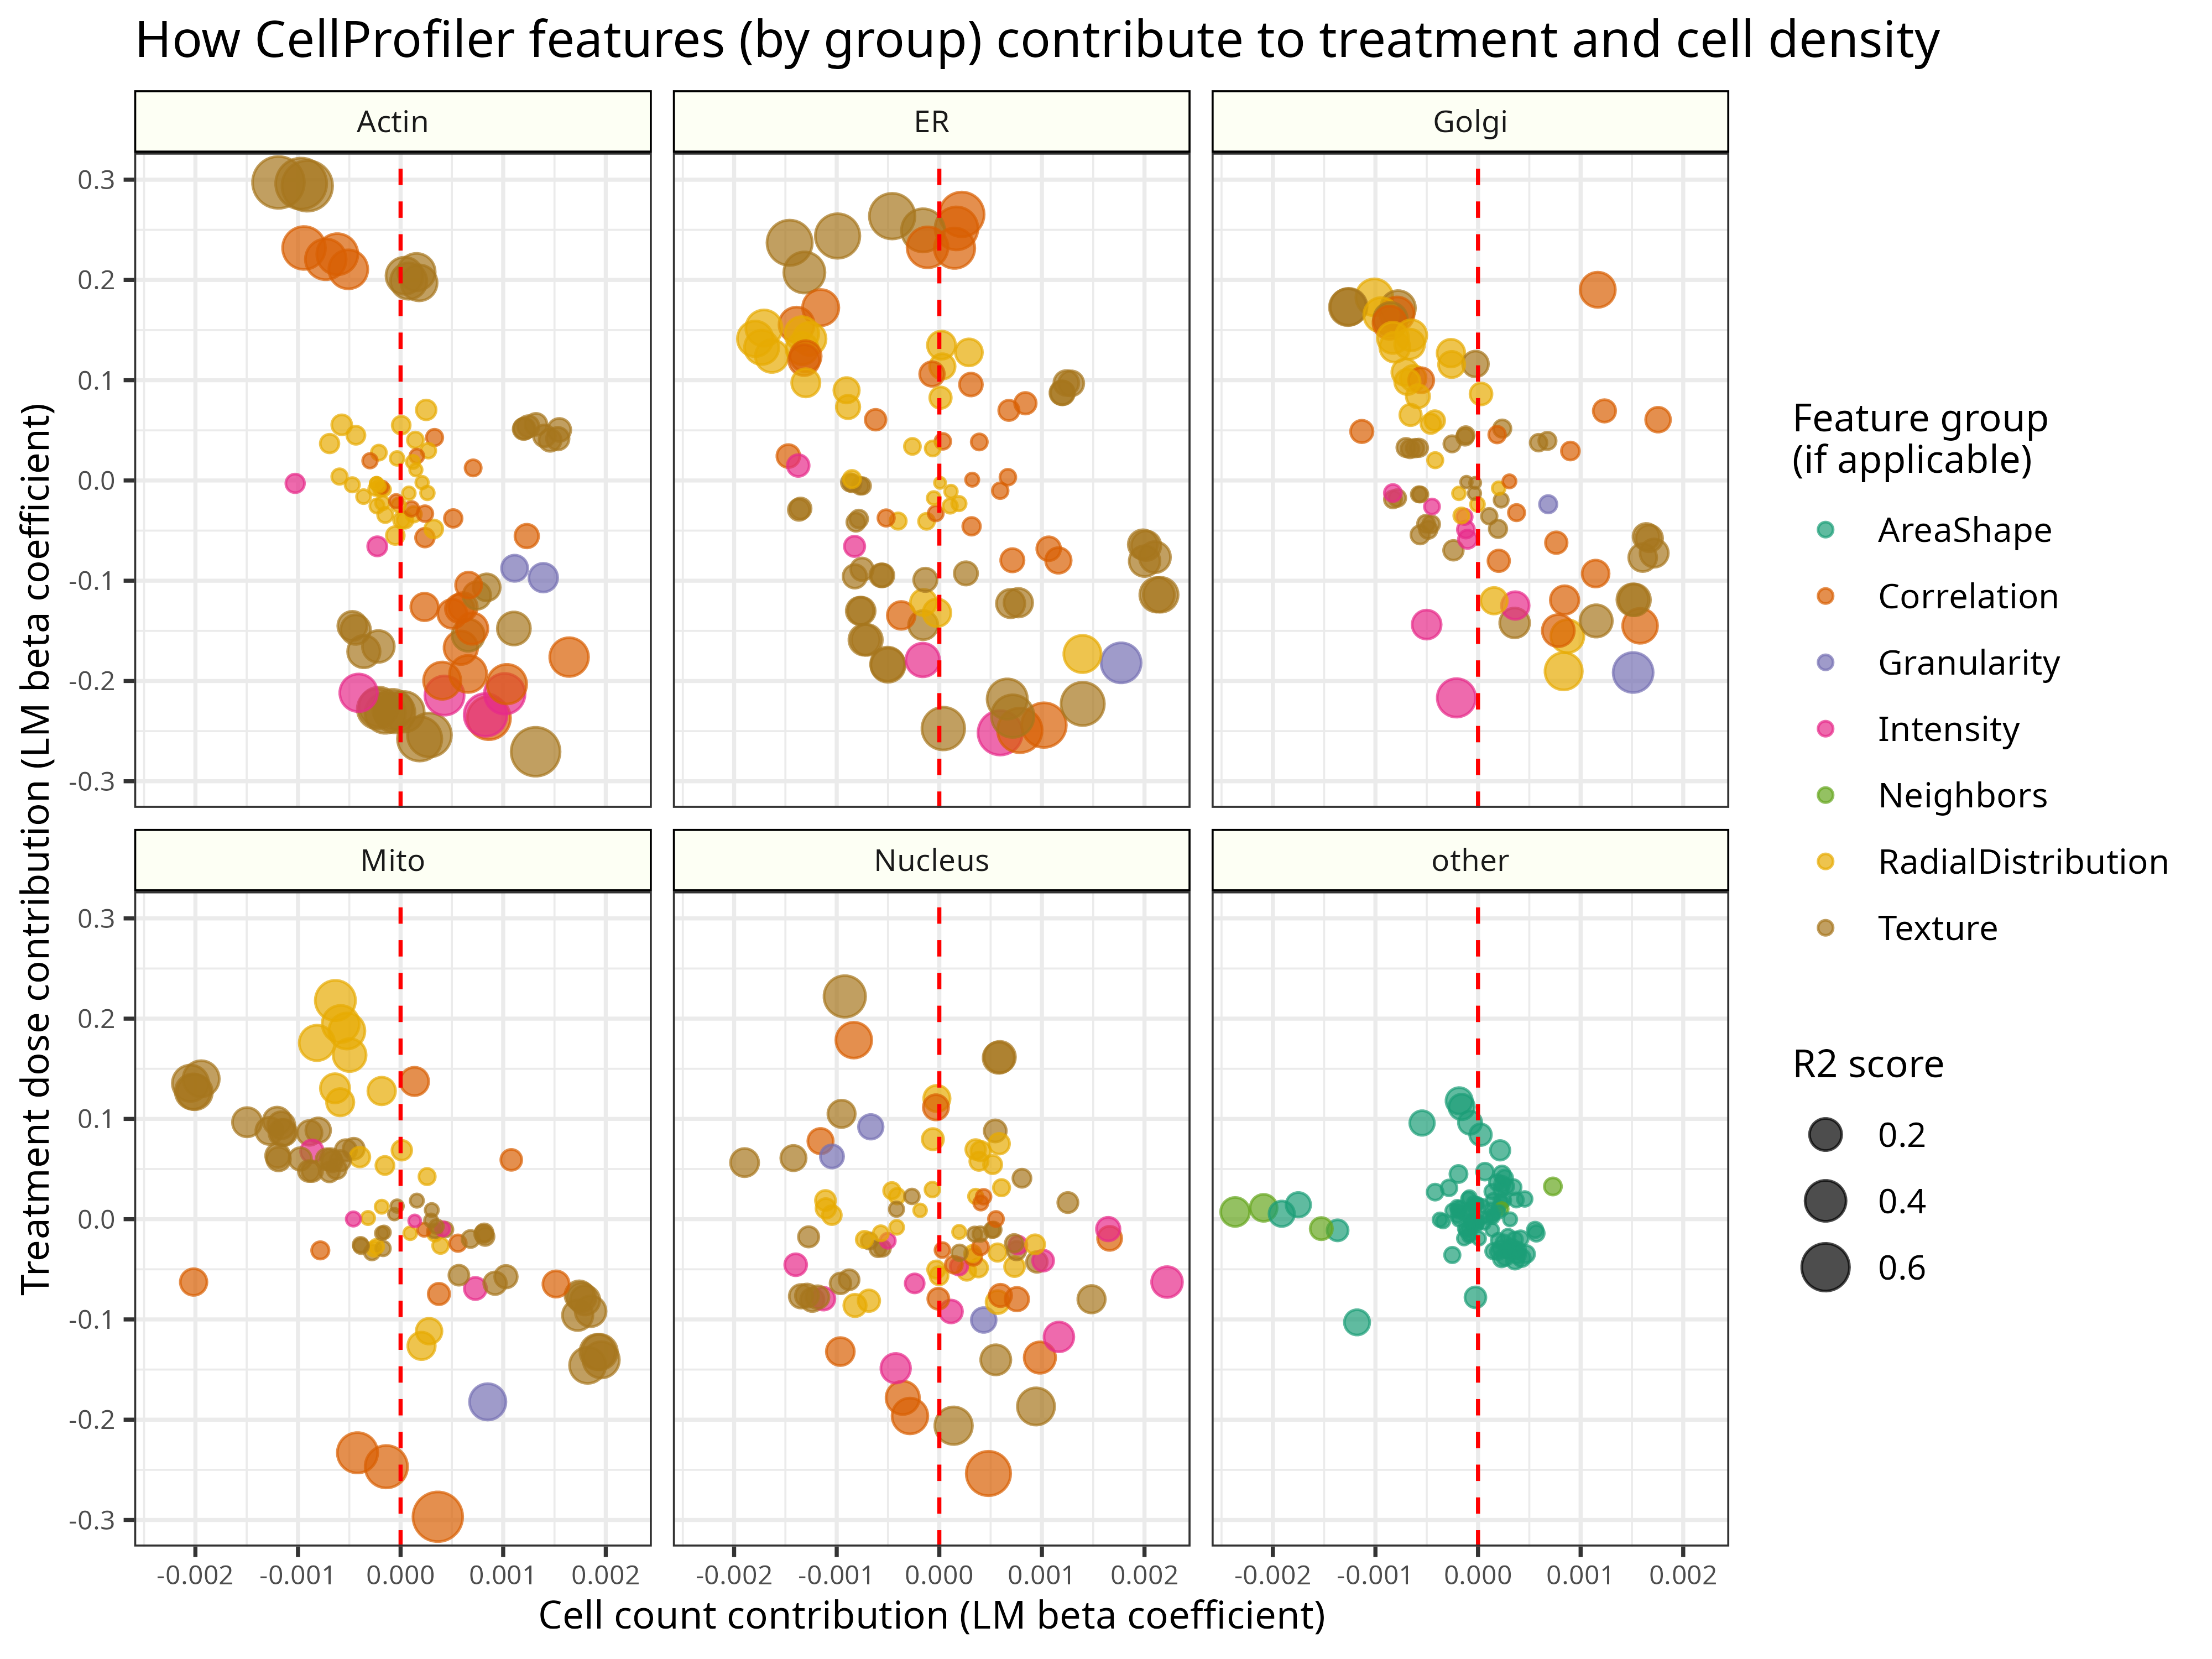 How CellProfiler features (by group) contribute to treatment and cell density
Actin
ER
Golgi
0.3
0.2
0.1
0.0
-0.1
-0.2
-0.3
Mito
Nucleus
other
0.3
0.2
0.1
0.0
-0.1
-0.2
-0.3
-0.002 -0.001 0.000 0.001 0.002
-0.002 -0.001 0.000 0.001 0.002
-0.002 -0.001 0.000 0.001 0.002
Cell count contribution (LM beta coefficient)
Treatment dose contribution (LM beta coefficient)
Feature group
(if applicable)
AreaShape
Correlation
Granularity
Intensity
Neighbors
RadialDistribution
Texture
R2 score
0.2
0.4
0.6